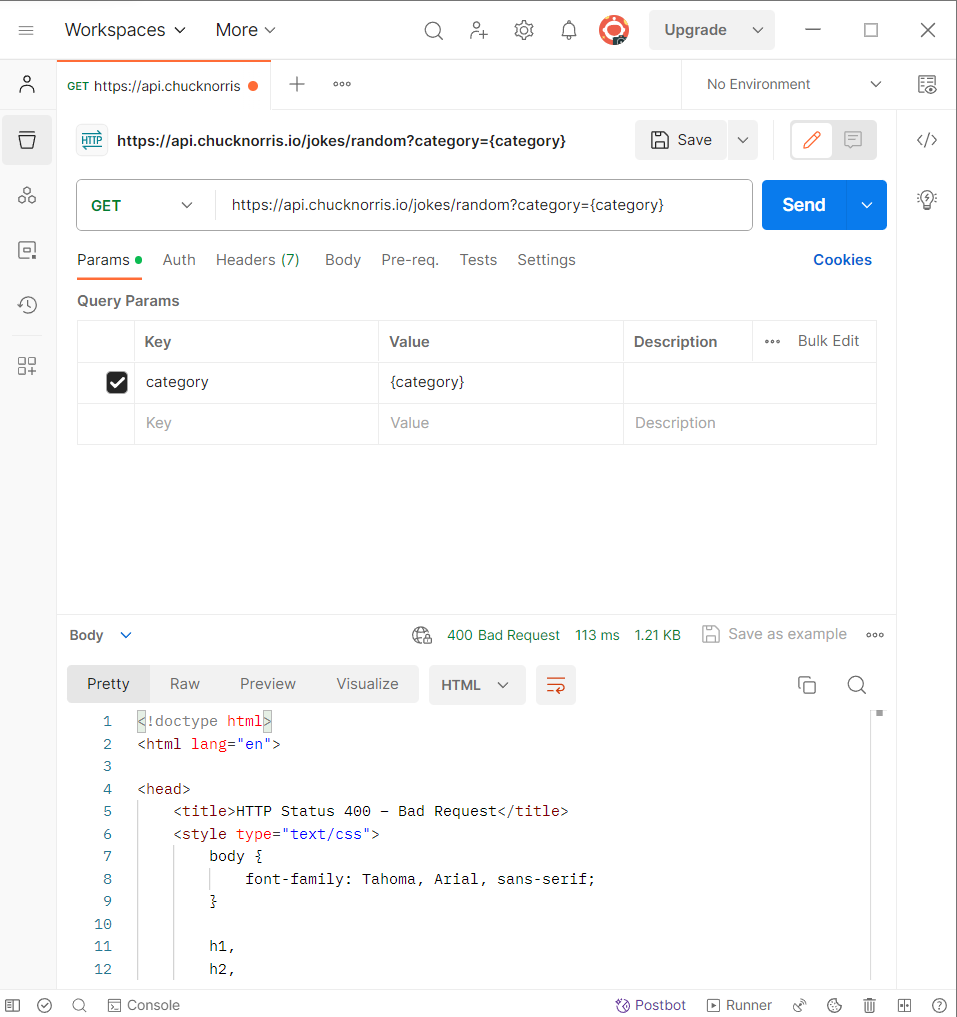 Workspaces More Upgrade
GET https://api.chucknorris No Environment
HTTP https://api.chucknorris.io/jokes/random?category={category} Save
GET https://api.chucknorris.io/jokes/random?category={category} Send
Params Auth Headers (7) Body Pre-req. Tests Settings Cookies
Query Params
Key Value Description Bulk Edit
category {category}
Key Value Description
Body 400 Bad Request 113 ms 1.21 KB Save as example
Pretty Raw Preview Visualize HTML
1 <!doctype html>
2 <html lang="en">
3
4 <head>
5 <title>HTTP Status 400 – Bad Request</title>
6 <style type="text/css">
7 body {
8 font-family: Tahoma, Arial, sans-serif;
9 }
10
11 h1,
12 h2,
Console Postbot Runner